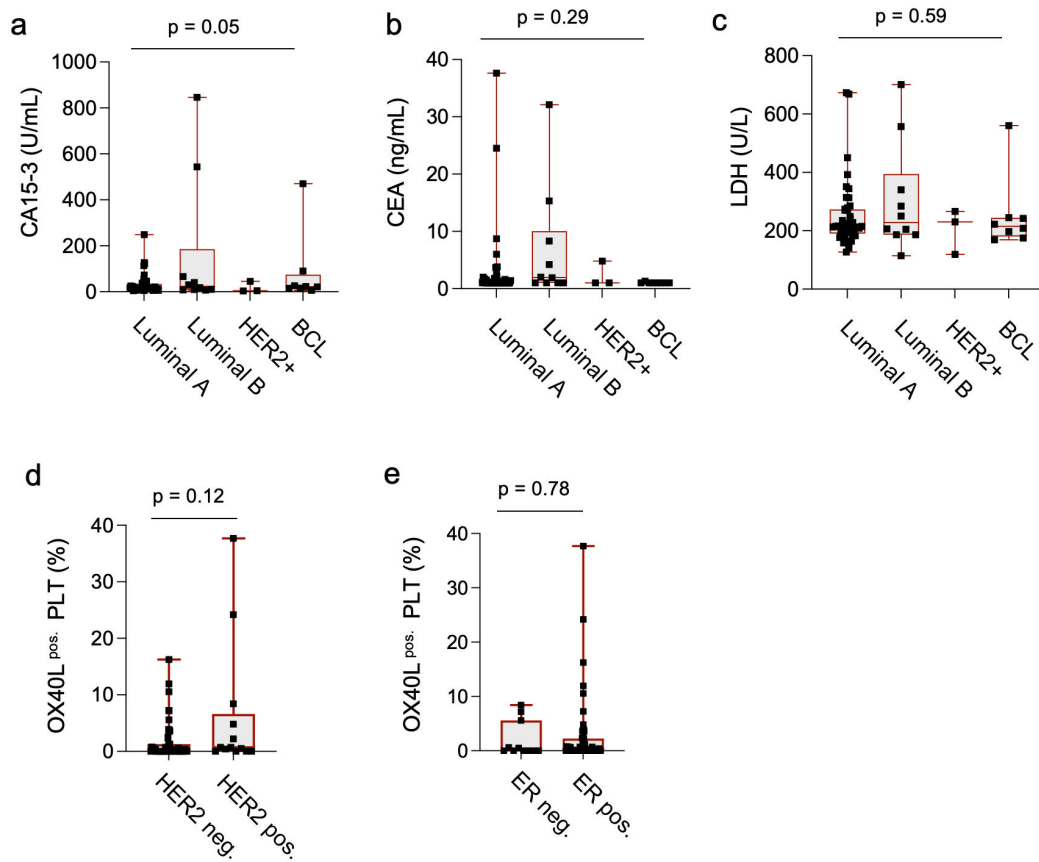 a
p = 0.05
CA15-3 (U/mL)
1000
800
600
400
200
0
Luminal A
Luminal B
HER2+
BCL
b
p = 0.29
CEA (ng/mL)
40
30
20
10
0
Luminal A
Luminal B
HER2+
BCL
c
p = 0.59
LDH (U/L)
800
600
400
200
0
Luminal A
Luminal B
HER2+
BCL
d
p = 0.12
OX40L pos. PLT (%)
40
30
20
10
0
HER2 neg.
HER2 pos.
e
p = 0.78
OX40L pos. PLT (%)
40
30
20
10
0
ER neg.
ER pos.